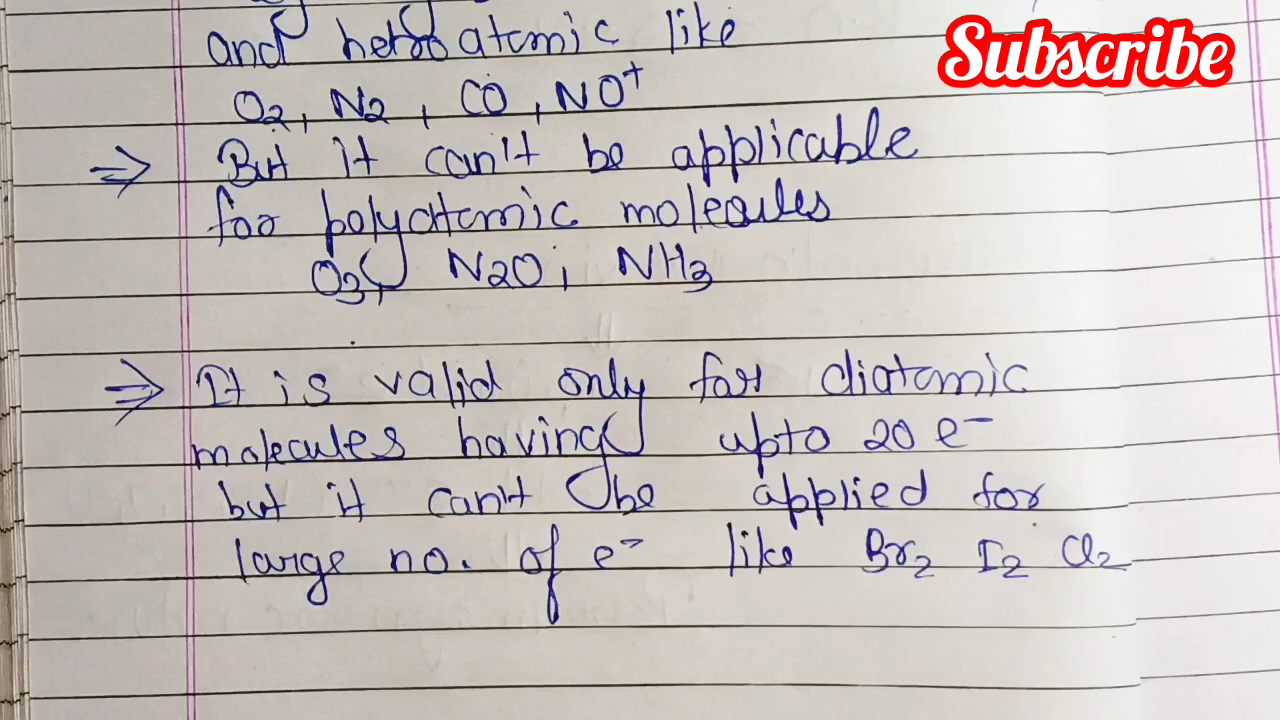 Subscribe
and hetroatomic like
O2, N2, CO, NO+
⇒ But it can't be applicable
for polyatomic molecules
O3, N2O, NH3
⇒ It is valid only for diatomic
molecules having upto 20 e-
but it can't be applied for
large no. of e- like Br2 I2 Cl2